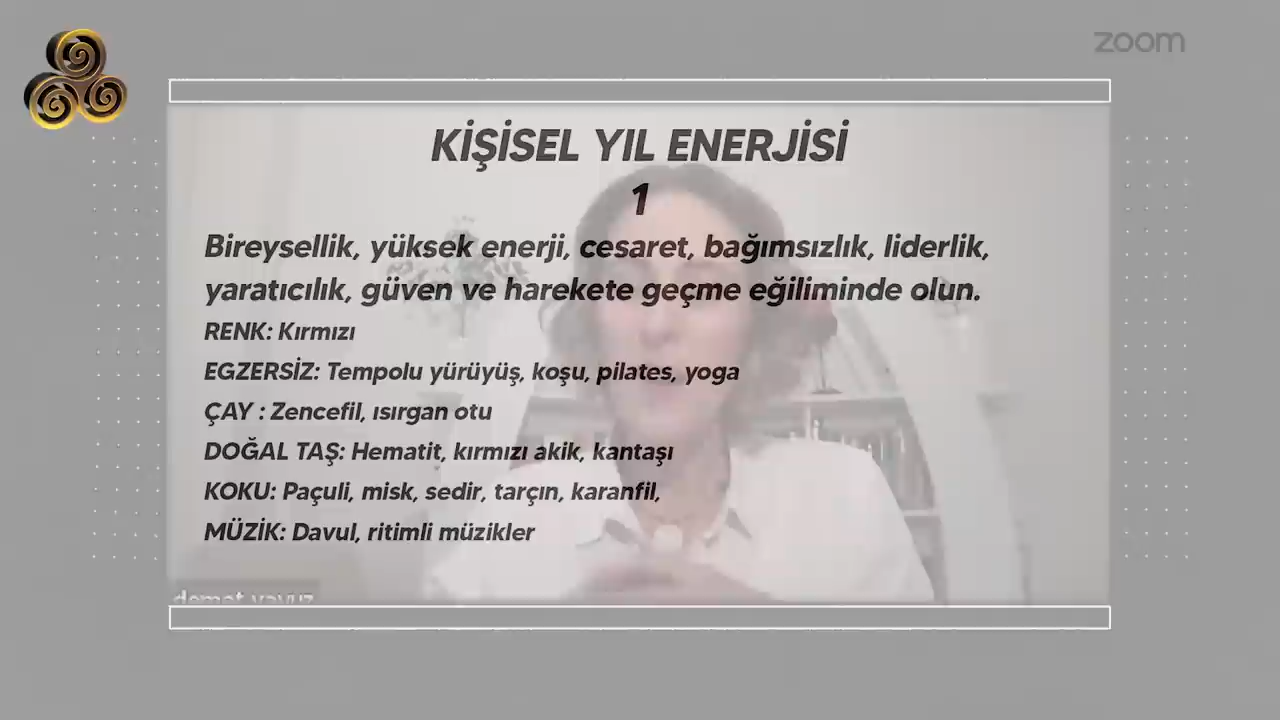 zoom
KİŞİSEL YIL ENERJİSİ
1
Bireysellik, yüksek enerji, cesaret, bağımsızlık, liderlik,
yaratıcılık, güven ve harekete geçme eğiliminde olun.
RENK: Kırmızı
EGZERSİZ: Tempolu yürüyüş, koşu, pilates, yoga
ÇAY : Zencefil, ısırgan otu
DOĞAL TAŞ: Hematit, kırmızı akik, kantaşı
KOKU: Paçuli, misk, sedir, tarçın, karanfil,
MÜZİK: Davul, ritimli müzikler
demet yavuz